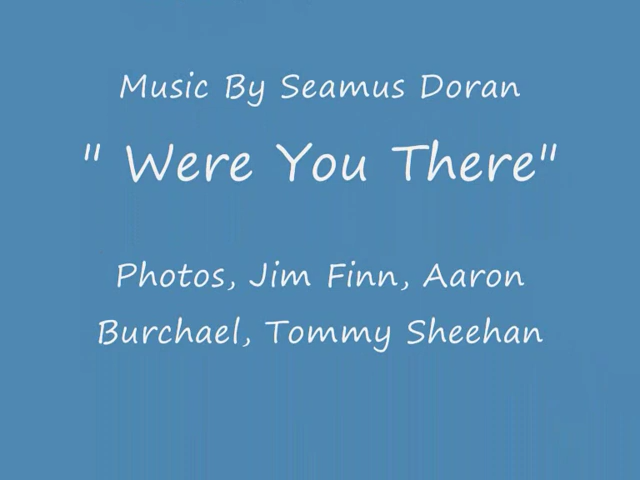 Music By Seamus Doran
" Were You There"
Photos, Jim Finn, Aaron
Burchael, Tommy Sheehan